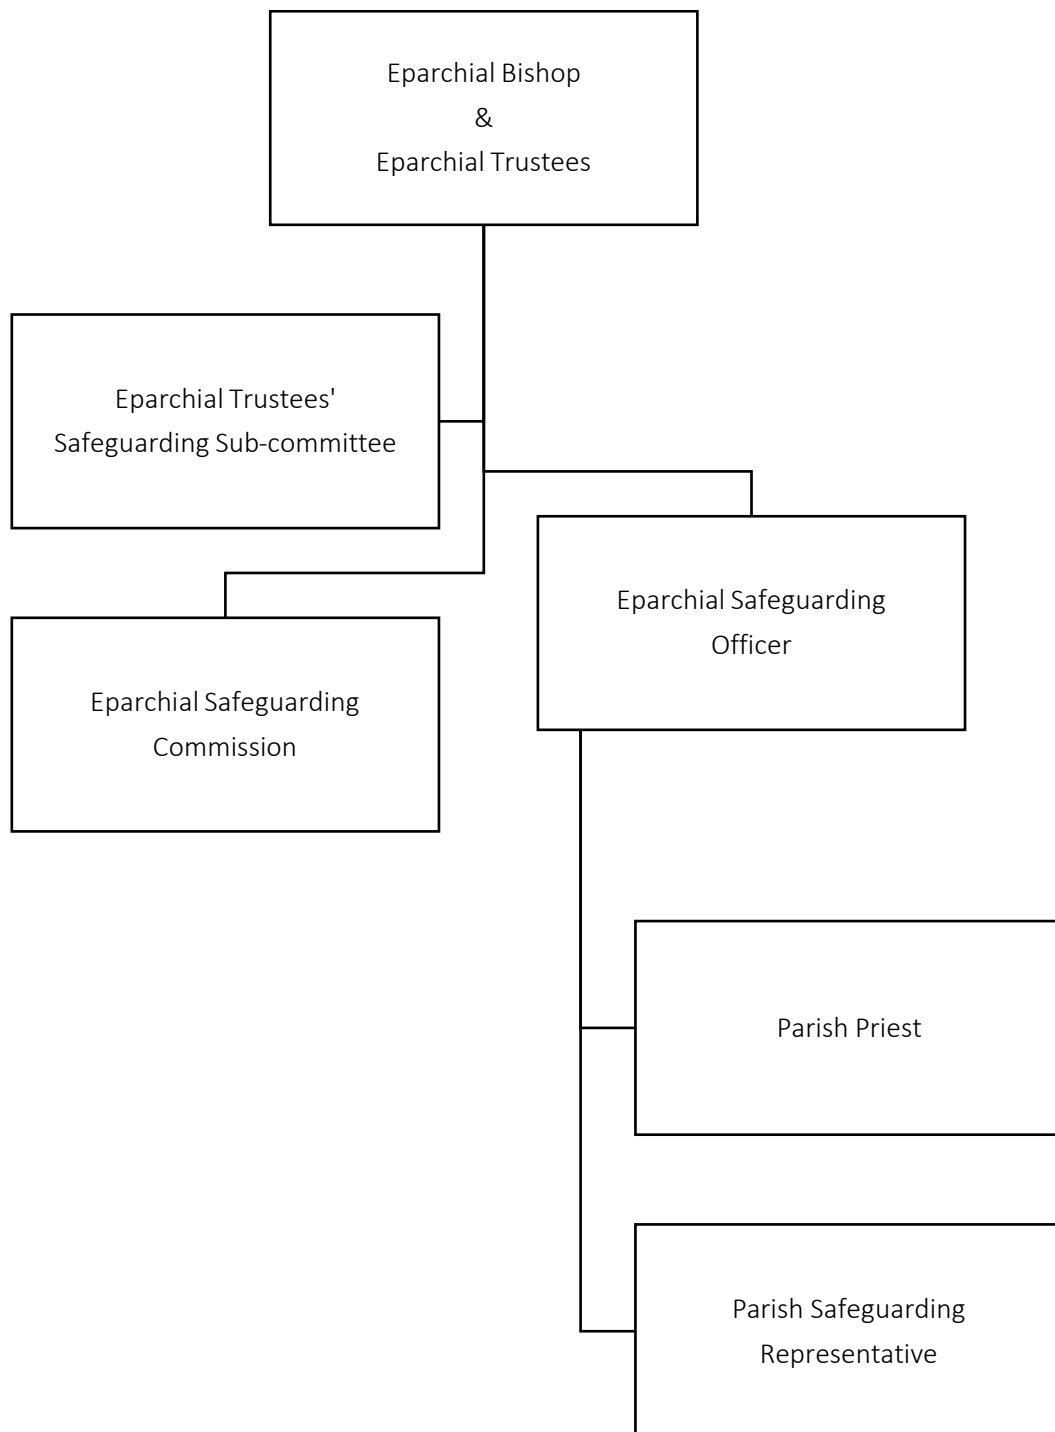 Eparchial Bishop
&
Eparchial Trustees
Eparchial Trustees'
Safeguarding Sub-committee
Eparchial Safeguarding
Officer
Eparchial Safeguarding
Commission
Parish Priest
Parish Safeguarding
Representative